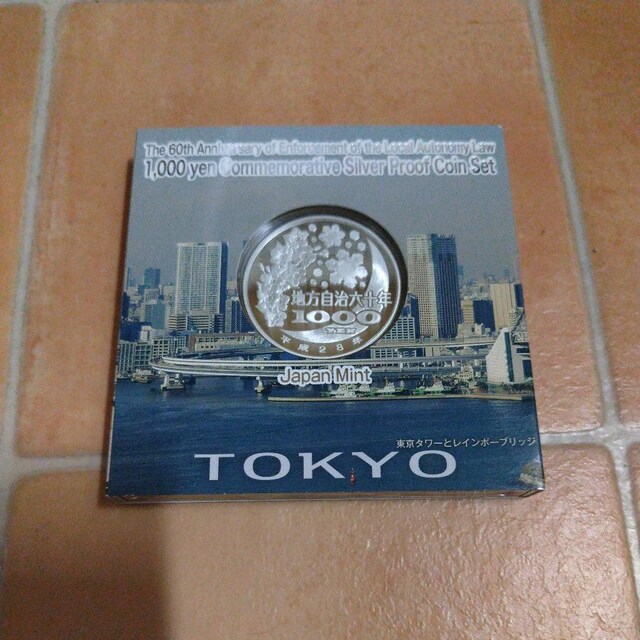 The 60th Anniversary of Enforcement of the Local Autonomy Law
1,000 yen Commemorative Silver Proof Coin Set
地方自治六十年
1000
YEN
平成28年
Japan Mint
東京タワーとレインボーブリッジ
TOKYO